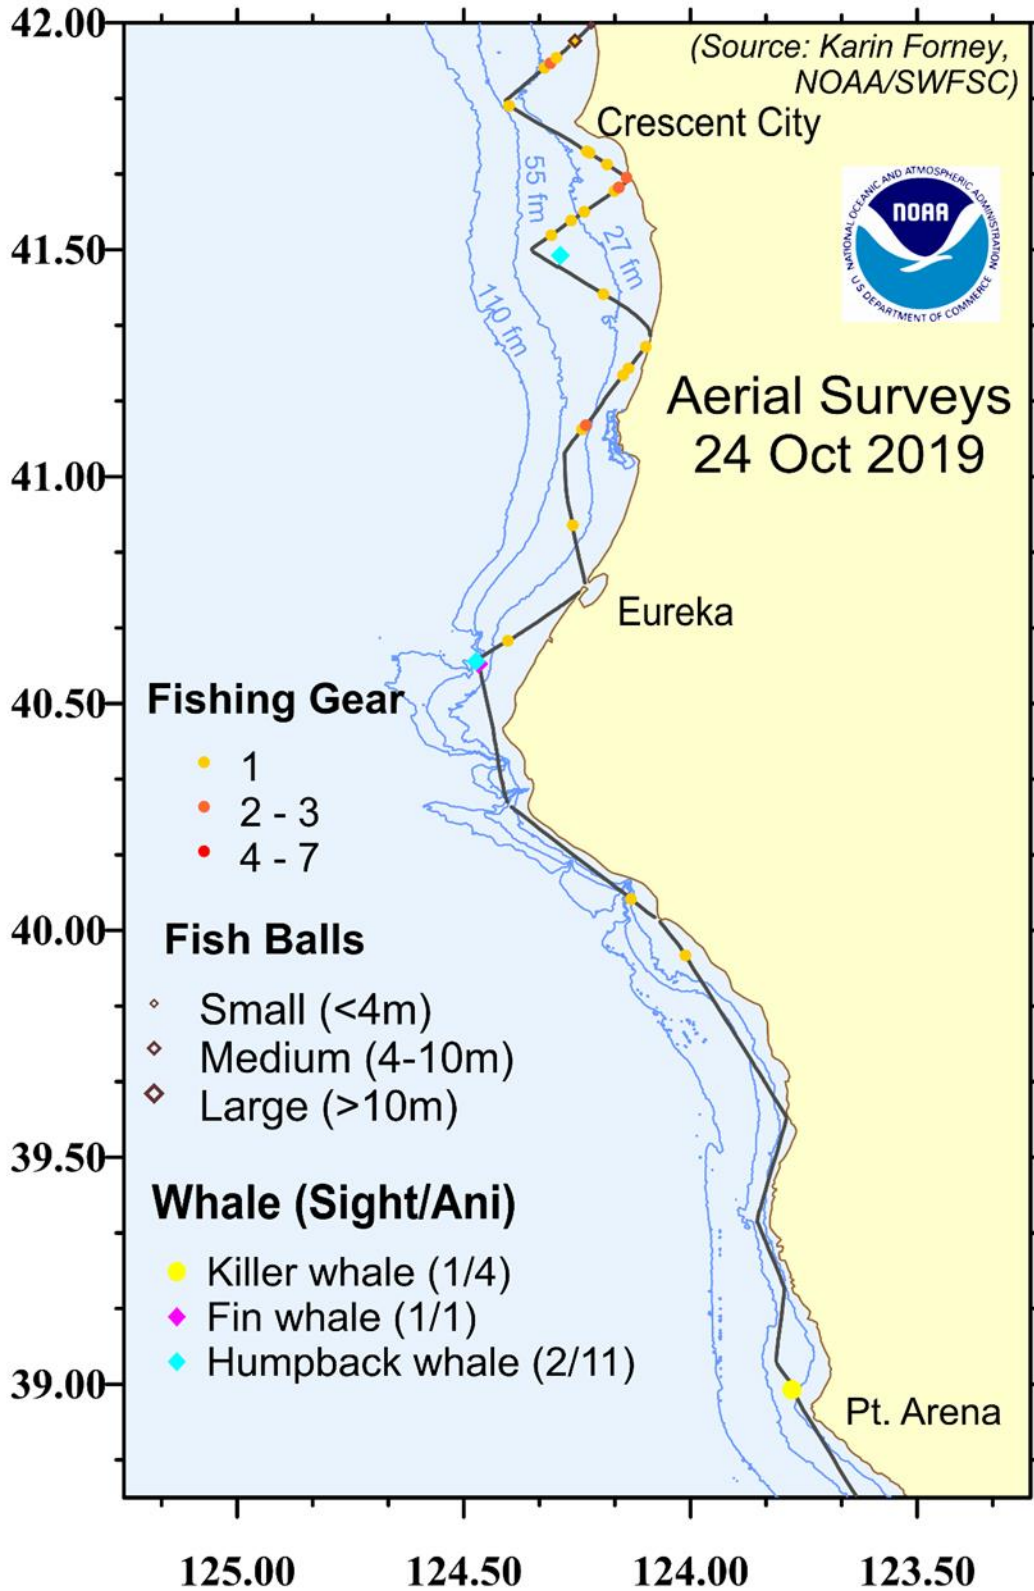 42.00
(Source: Karin Forney,
NOAA/SWFSC)
Crescent City
55 fm
27 fm
110 fm
41.50
NATIONAL OCEANIC AND ATMOSPHERIC ADMINISTRATION
NOAA
U.S. DEPARTMENT OF COMMERCE
Aerial Surveys
24 Oct 2019
41.00
Eureka
40.50
Fishing Gear
1
2 - 3
4 - 7
40.00
Fish Balls
Small (<4m)
Medium (4-10m)
Large (>10m)
39.50
Whale (Sight/Ani)
Killer whale (1/4)
Fin whale (1/1)
Humpback whale (2/11)
39.00
Pt. Arena
125.00 124.50 124.00 123.50